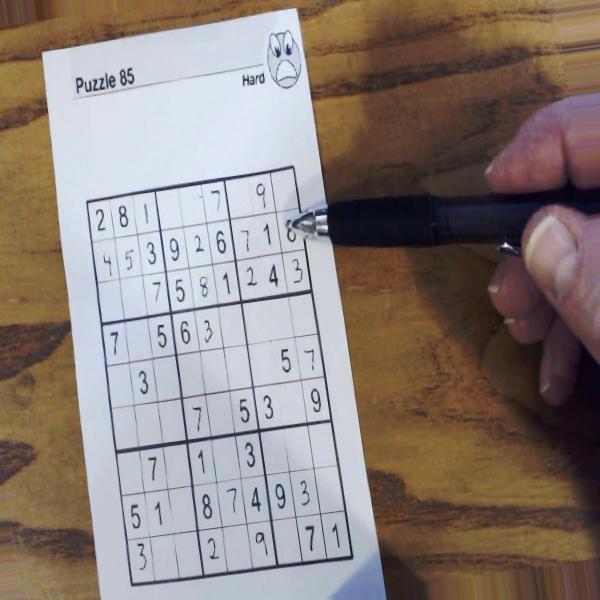 Puzzle 85
Hard
2 8 1 7 9
4 5 3 9 2 6 7 1 8
7 5 8 1 2 4 3
7 5 6 3
3 5 7
7 5 3 9
7 1 3
5 1 8 7 4 9 3
3 2 9 7 1